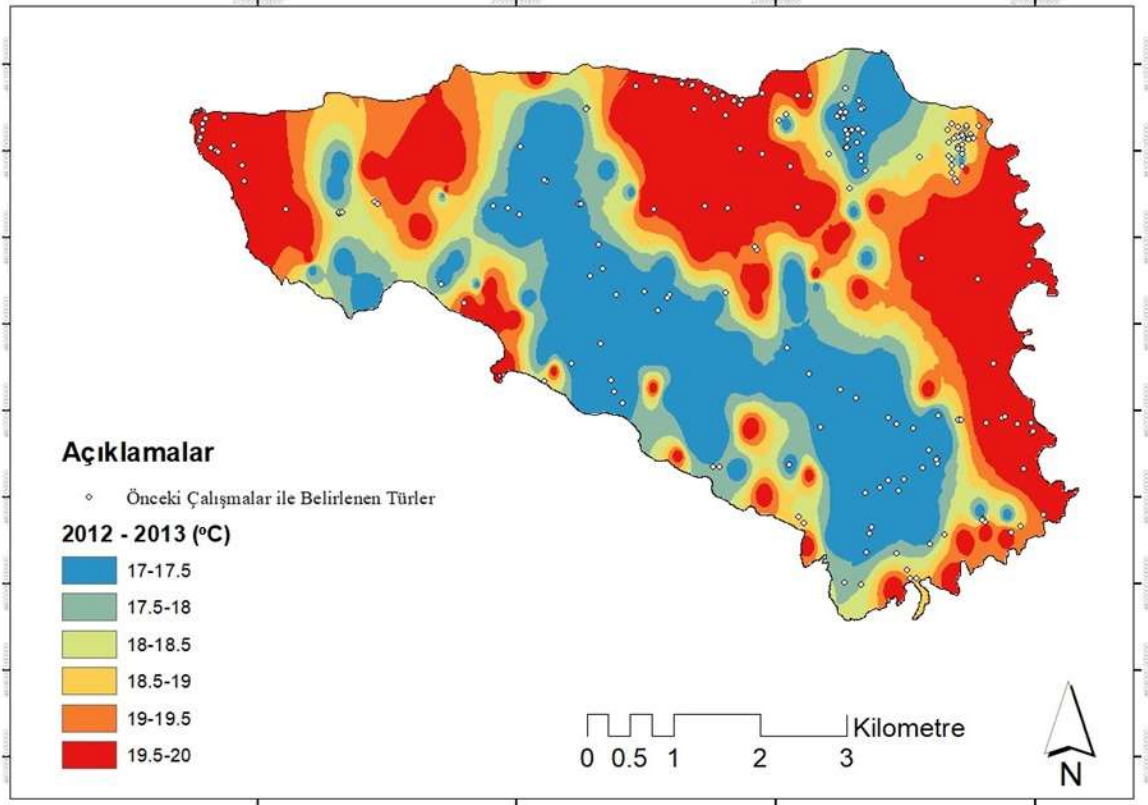 Açıklamalar
Önceki Çalışmalar ile Belirlenen Türler
2012 - 2013 (ºC)
17-17.5
17.5-18
18-18.5
18.5-19
19-19.5
19.5-20
Kilometre
0 0.5 1 2 3
N